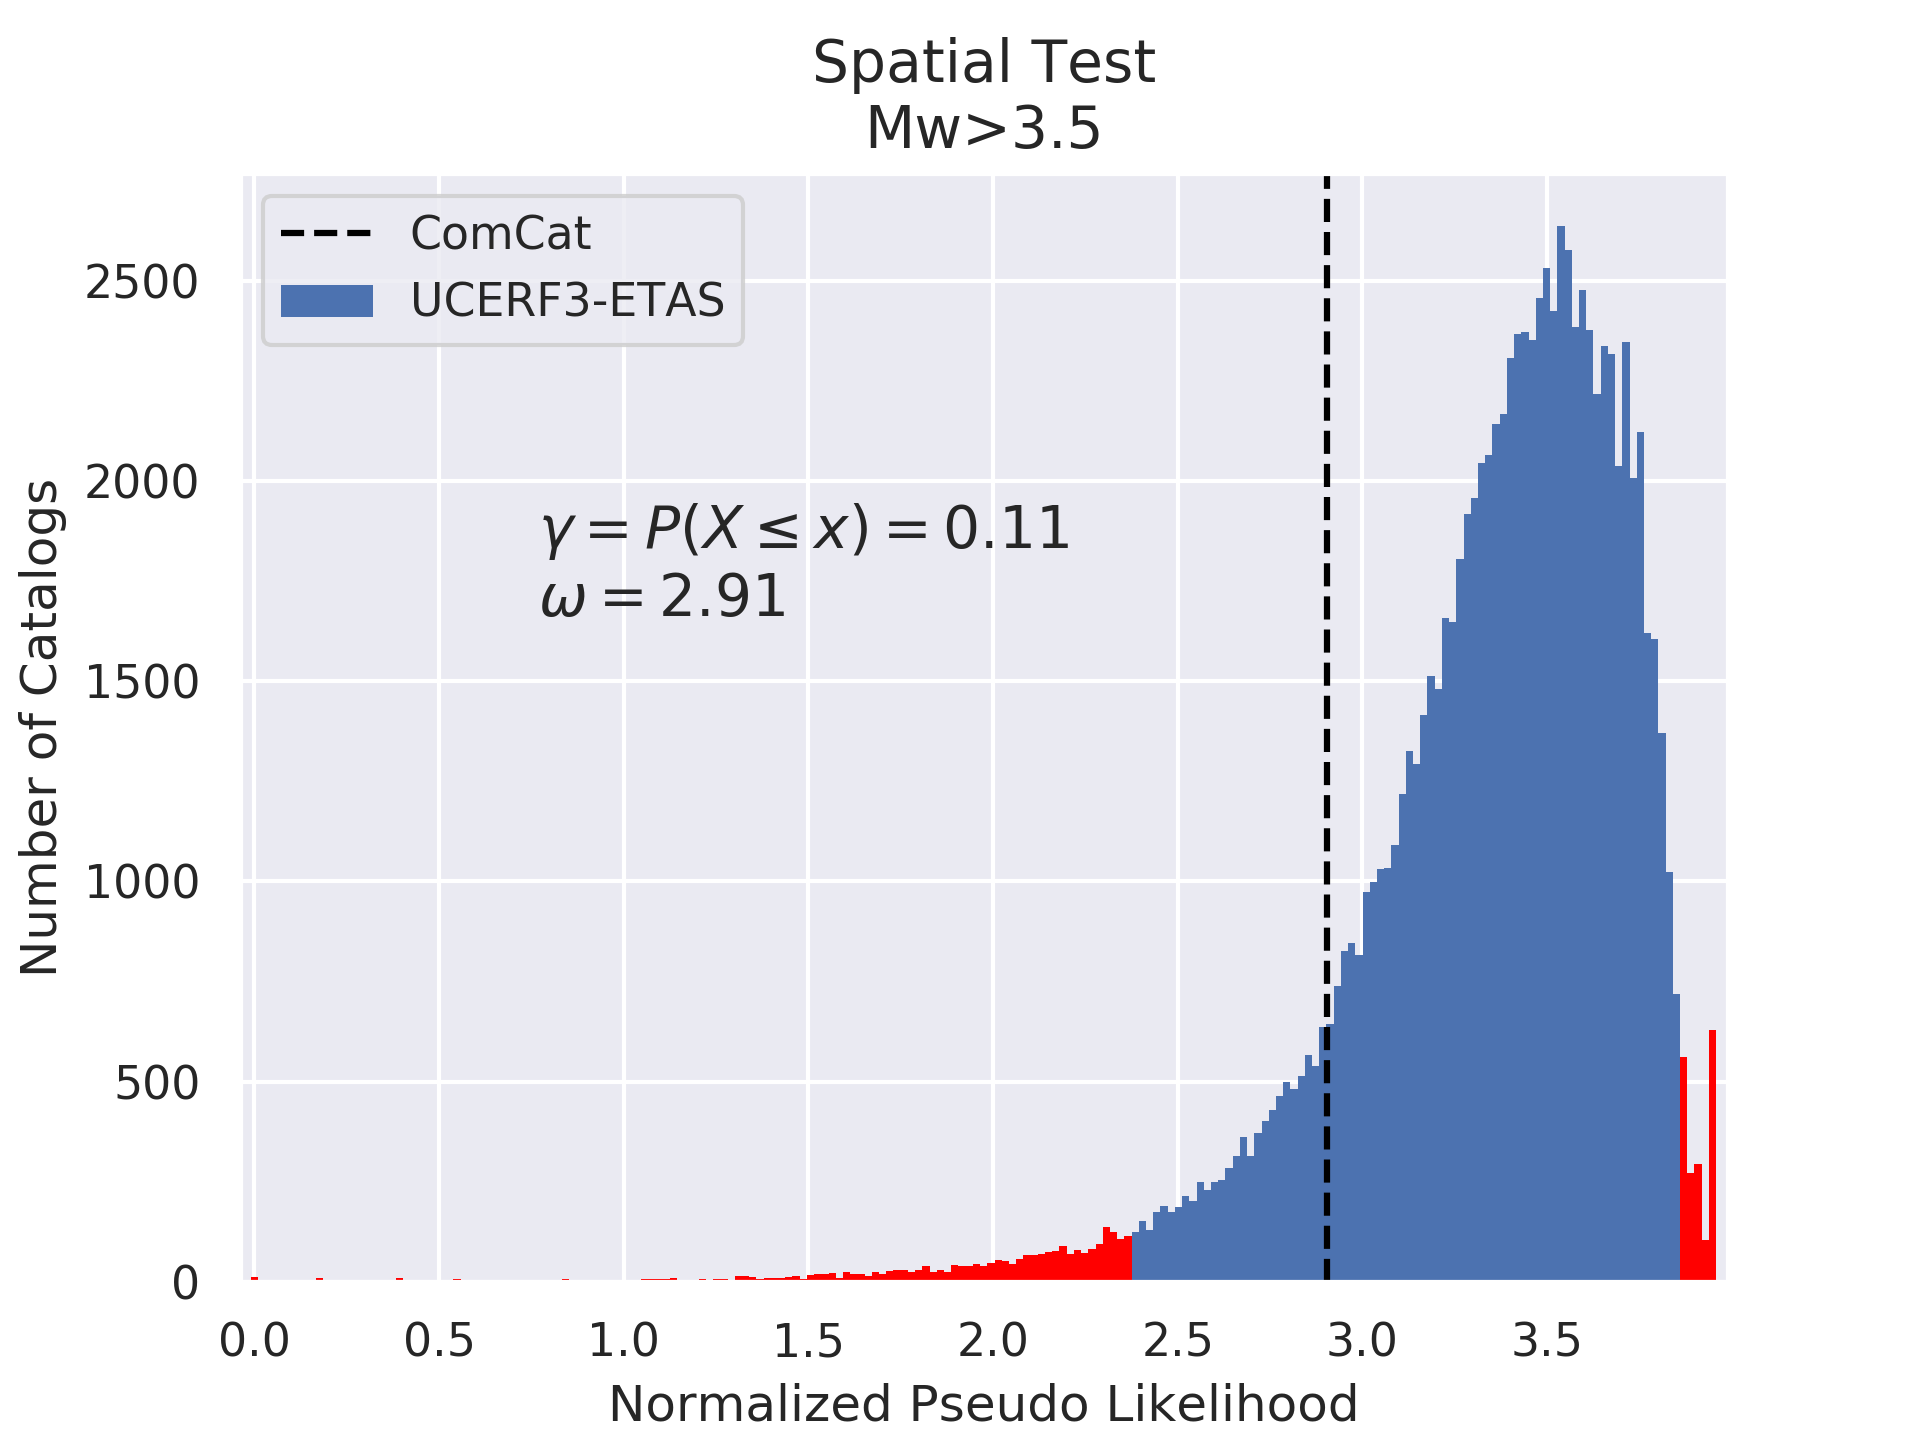 Spatial Test
Mw>3.5
ComCat
UCERF3-ETAS
γ = P(X ≤ x) = 0.11
ω = 2.91
Number of Catalogs
2500
2000
1500
1000
500
0
0.0 0.5 1.0 1.5 2.0 2.5 3.0 3.5
Normalized Pseudo Likelihood